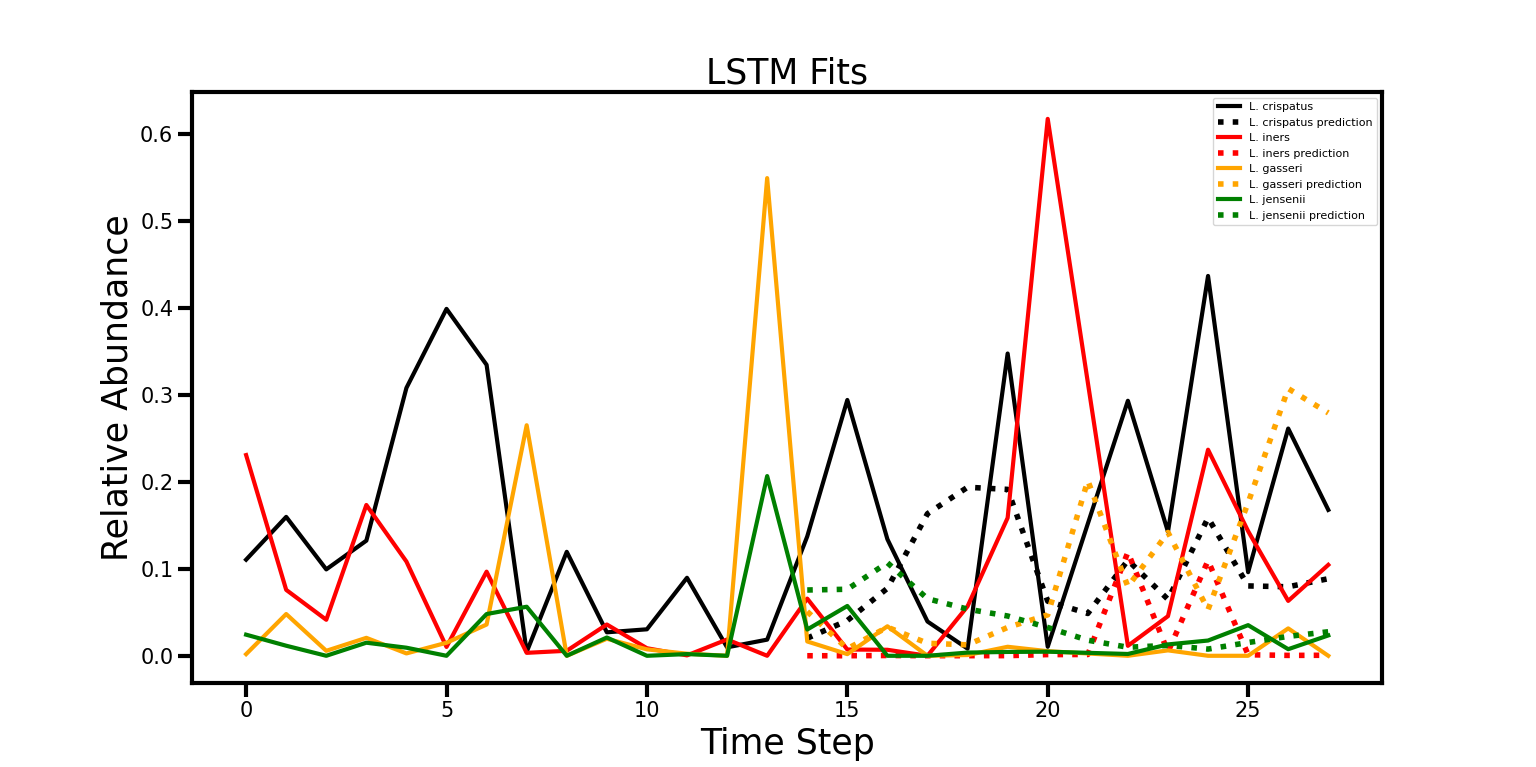 LSTM Fits
L. crispatus
L. crispatus prediction
L. iners
L. iners prediction
L. gasseri
L. gasseri prediction
L. jensenii
L. jensenii prediction
Relative Abundance
0.6
0.5
0.4
0.3
0.2
0.1
0.0
0 5 10 15 20 25
Time Step